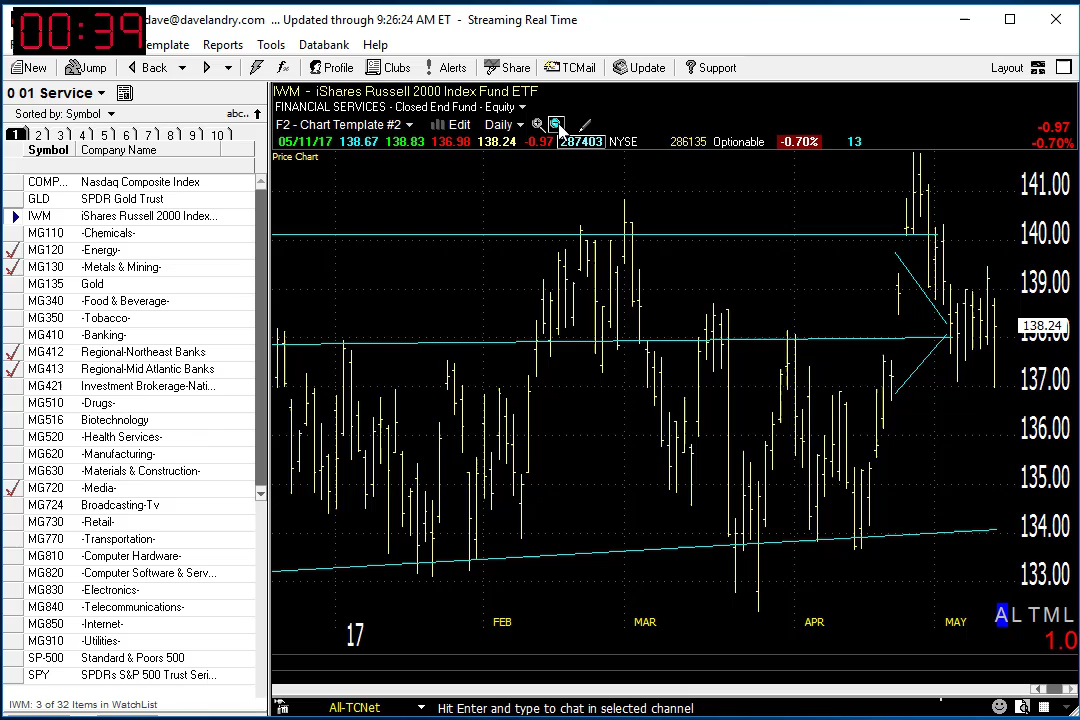 00:39
dave@davelandry.com ... Updated through 9:26:24 AM ET - Streaming Real Time
emplate Reports Tools Databank Help
New Jump Back Profile Clubs Alerts Share TCMail Update Support Layout
0 01 Service
Sorted by: Symbol abc..
1 2 3 4 5 6 7 8 9 10
Symbol Company Name
COMP... Nasdaq Composite Index
GLD SPDR Gold Trust
IWM iShares Russell 2000 Index...
MG110 -Chemicals-
MG120 -Energy-
MG130 -Metals & Mining-
MG135 Gold
MG340 -Food & Beverage-
MG350 -Tobacco-
MG410 -Banking-
MG412 Regional-Northeast Banks
MG413 Regional-Mid Atlantic Banks
MG421 Investment Brokerage-Nati...
MG510 -Drugs-
MG516 Biotechnology
MG520 -Health Services-
MG620 -Manufacturing-
MG630 -Materials & Construction-
MG720 -Media-
MG724 Broadcasting-Tv
MG730 -Retail-
MG770 -Transportation-
MG810 -Computer Hardware-
MG820 -Computer Software & Serv...
MG830 -Electronics-
MG840 -Telecommunications-
MG850 -Internet-
MG910 -Utilities-
SP-500 Standard & Poors 500
SPY SPDRs S&P 500 Trust Seri...
IWM: 3 of 32 Items in WatchList
IWM - iShares Russell 2000 Index Fund ETF
FINANCIAL SERVICES - Closed End Fund - Equity
F2 - Chart Template #2 Edit Daily
05/11/17 138.67 138.83 136.98 138.24 -0.97 287403 NYSE 286135 Optionable -0.70% 13
-0.97
-0.70%
Price Chart
141.00
140.00
139.00
138.24
138.00
137.00
136.00
135.00
134.00
133.00
17 FEB MAR APR MAY
A L T M L
1.0
All-TCNet Hit Enter and type to chat in selected channel